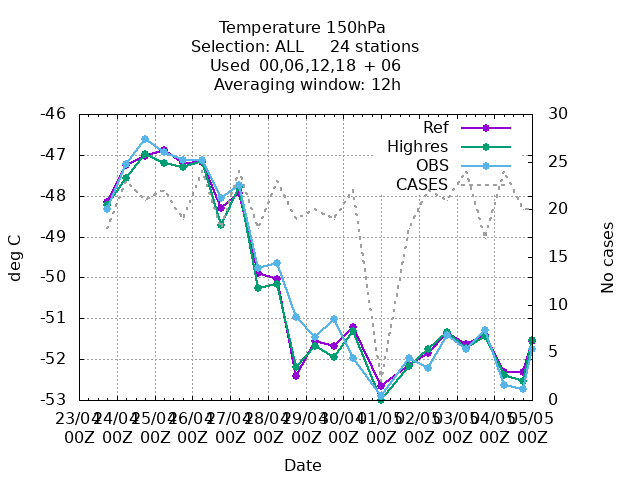 Temperature 150hPa
Selection: ALL 24 stations
Used 00,06,12,18 + 06
Averaging window: 12h
-46
-47
-48
-49
-50
-51
-52
-53
30
25
20
15
10
5
0
Ref
Highres
OBS
CASES
deg C
No cases
23/04 24/04 25/04 26/04 27/04 28/04 29/04 30/04 01/05 02/05 03/05 04/05 05/05
00Z 00Z 00Z 00Z 00Z 00Z 00Z 00Z 00Z 00Z 00Z 00Z 00Z
Date